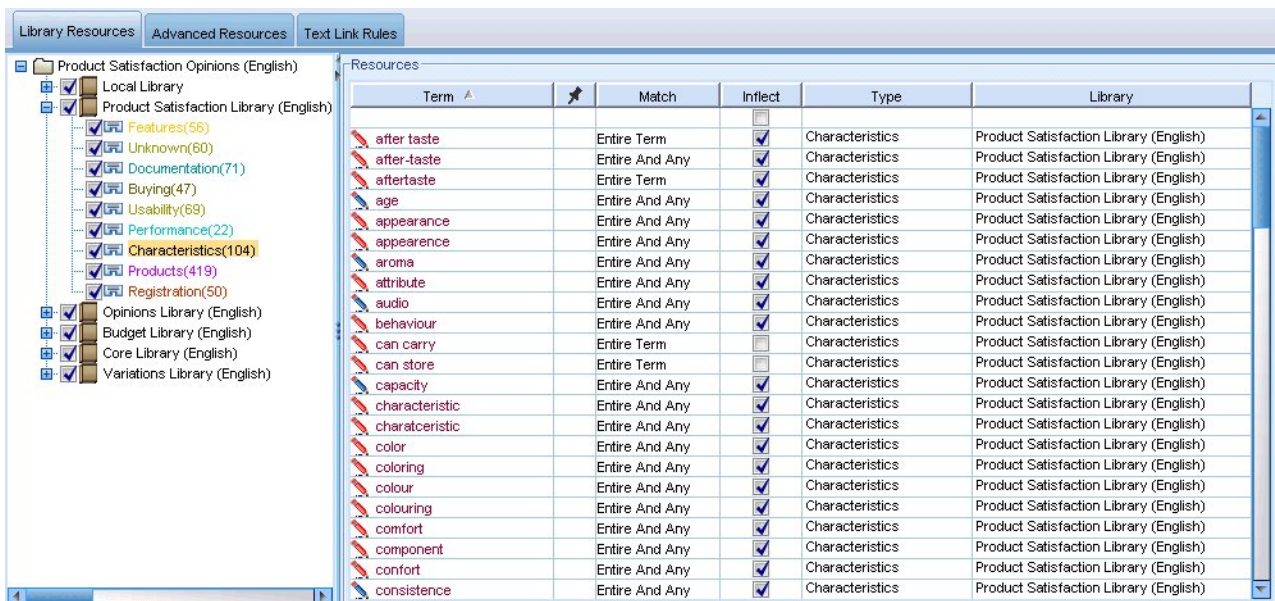 Library Resources Advanced Resources Text Link Rules
Product Satisfaction Opinions (English)
Local Library
Product Satisfaction Library (English)
Features(56)
Unknown(60)
Documentation(71)
Buying(47)
Usability(69)
Performance(22)
Characteristics(104)
Products(419)
Registration(50)
Opinions Library (English)
Budget Library (English)
Core Library (English)
Variations Library (English)
Resources
Term Match Inflect Type Library
after taste Entire Term Characteristics Product Satisfaction Library (English)
after-taste Entire And Any Characteristics Product Satisfaction Library (English)
aftertaste Entire Term Characteristics Product Satisfaction Library (English)
age Entire And Any Characteristics Product Satisfaction Library (English)
appearance Entire And Any Characteristics Product Satisfaction Library (English)
appearence Entire And Any Characteristics Product Satisfaction Library (English)
aroma Entire And Any Characteristics Product Satisfaction Library (English)
attribute Entire And Any Characteristics Product Satisfaction Library (English)
audio Entire And Any Characteristics Product Satisfaction Library (English)
behaviour Entire And Any Characteristics Product Satisfaction Library (English)
can carry Entire Term Characteristics Product Satisfaction Library (English)
can store Entire Term Characteristics Product Satisfaction Library (English)
capacity Entire And Any Characteristics Product Satisfaction Library (English)
characteristic Entire And Any Characteristics Product Satisfaction Library (English)
charatceristic Entire And Any Characteristics Product Satisfaction Library (English)
color Entire And Any Characteristics Product Satisfaction Library (English)
coloring Entire And Any Characteristics Product Satisfaction Library (English)
colour Entire And Any Characteristics Product Satisfaction Library (English)
colouring Entire And Any Characteristics Product Satisfaction Library (English)
comfort Entire And Any Characteristics Product Satisfaction Library (English)
component Entire And Any Characteristics Product Satisfaction Library (English)
confort Entire And Any Characteristics Product Satisfaction Library (English)
consistence Entire And Any Characteristics Product Satisfaction Library (English)